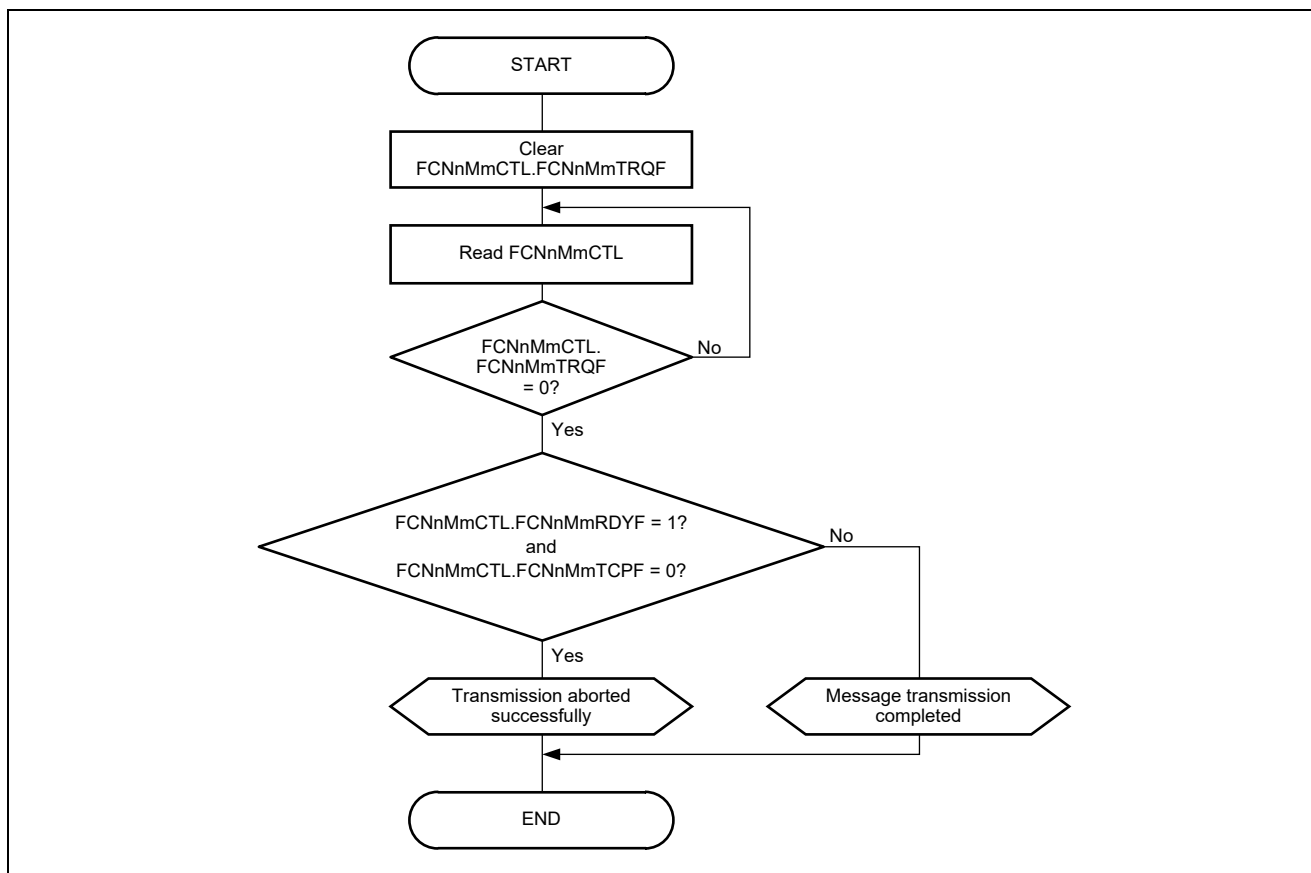 START
Clear
FCNnMmCTL.FCNnMmTRQF
Read FCNnMmCTL
FCNnMmCTL.
FCNnMmTRQF
= 0?
No
Yes
FCNnMmCTL.FCNnMmRDYF = 1?
and
FCNnMmCTL.FCNnMmTCPF = 0?
No
Yes
Transmission aborted
successfully
Message transmission
completed
END